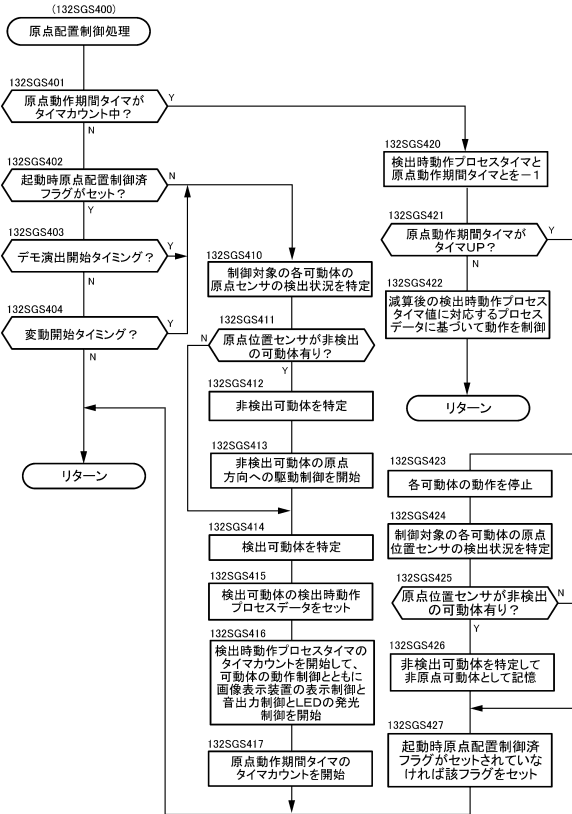 (132SGS400)
原点配置制御処理
132SGS401
原点動作期間タイマが
タイマカウント中？
Y
N
132SGS402
起動時原点配置制御済
フラグがセット？
N
Y
132SGS403
デモ演出開始タイミング？
Y
N
132SGS404
変動開始タイミング？
Y
N
リターン
132SGS410
制御対象の各可動体の
原点センサの検出状況を特定
132SGS411
原点位置センサが非検出
の可動体有り？
N
Y
132SGS412
非検出可動体を特定
132SGS413
非検出可動体の原点
方向への駆動制御を開始
132SGS414
検出可動体を特定
132SGS415
検出可動体の検出時動作
プロセスデータをセット
132SGS416
検出時動作プロセスタイマの
タイマカウントを開始して、
可動体の動作制御とともに
画像表示装置の表示制御と
音出力制御とLEDの発光
制御を開始
132SGS417
原点動作期間タイマの
タイマカウントを開始
132SGS420
検出時動作プロセスタイマと
原点動作期間タイマとを－1
132SGS421
原点動作期間タイマが
タイマUP？
Y
N
132SGS422
減算後の検出時動作プロセス
タイマ値に対応するプロセス
データに基づいて動作を制御
リターン
132SGS423
各可動体の動作を停止
132SGS424
制御対象の各可動体の原点
位置センサの検出状況を特定
132SGS425
原点位置センサが非検出
の可動体有り？
N
Y
132SGS426
非検出可動体を特定して
非原点可動体として記憶
132SGS427
起動時原点配置制御済
フラグがセットされていな
ければ該フラグをセット